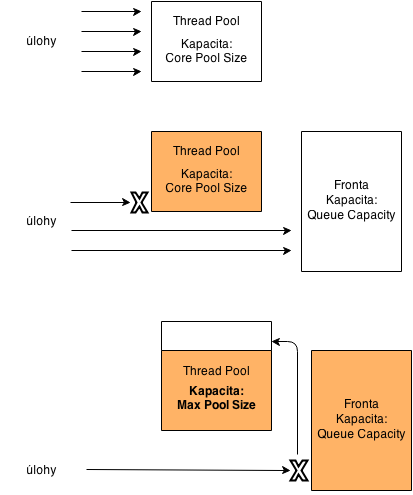 Thread Pool
Kapacita:
Core Pool Size
úlohy
Thread Pool
Kapacita:
Core Pool Size
X
Fronta
Kapacita:
Queue Capacity
úlohy
Thread Pool
Kapacita:
Max Pool Size
Fronta
Kapacita:
Queue Capacity
úlohy
X